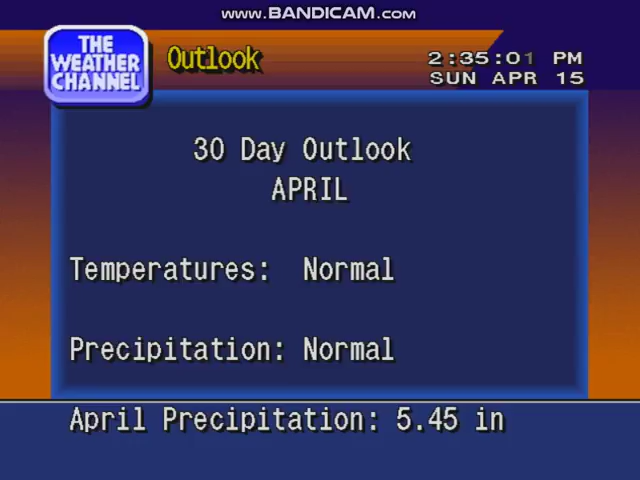 www.BANDICAM.com
THE
WEATHER
CHANNEL
Outlook
2:35:01 PM
SUN APR 15
30 Day Outlook
APRIL
Temperatures: Normal
Precipitation: Normal
April Precipitation: 5.45 in